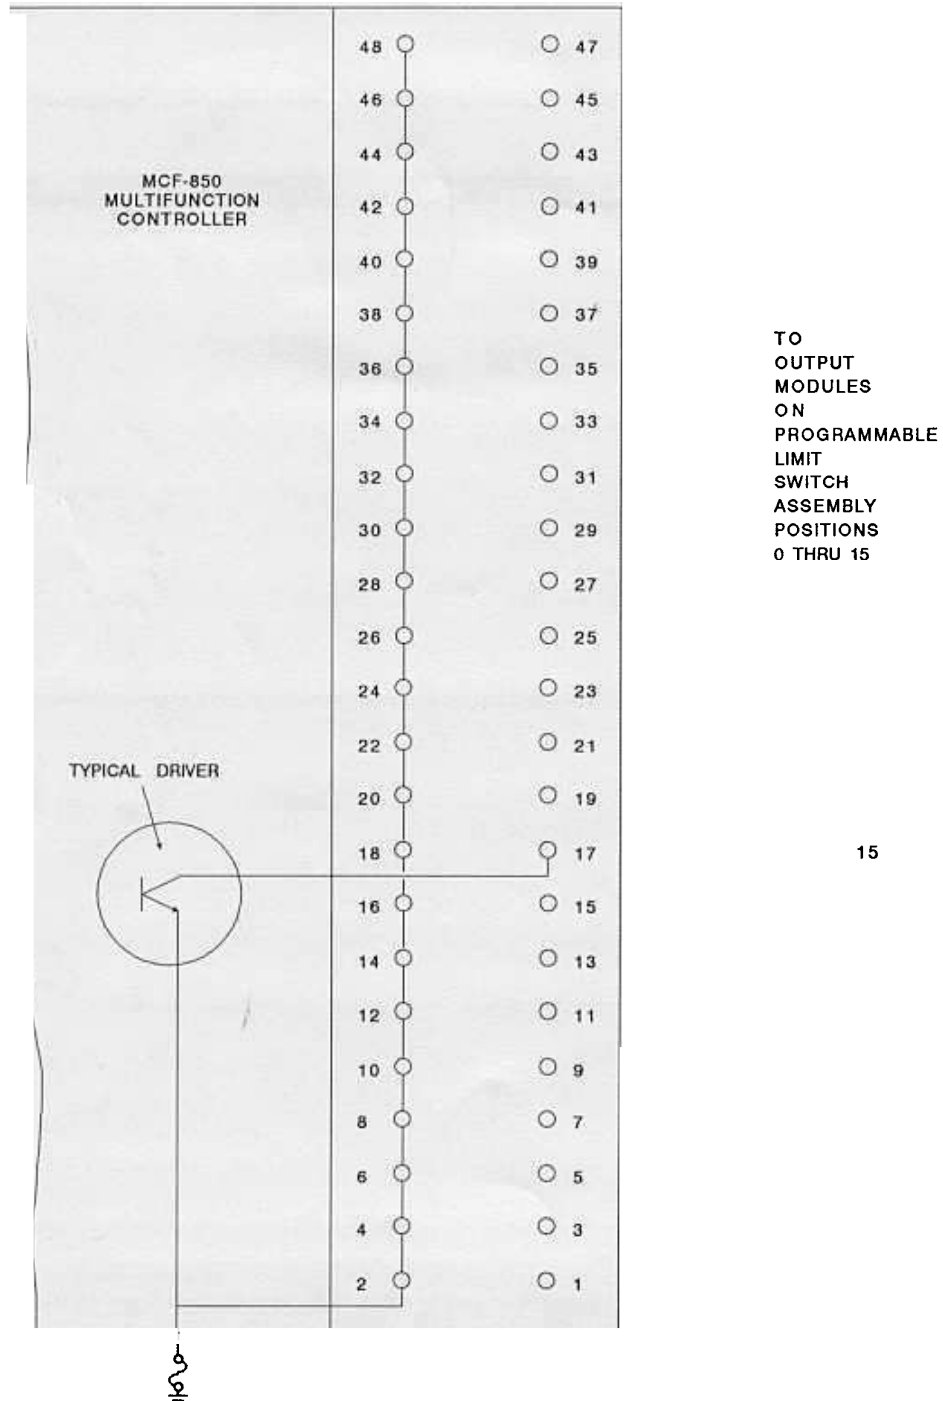 48 47
46 45
44 43
MCF-850
MULTIFUNCTION
CONTROLLER
42 41
40 39
38 37
36 35
34 33
32 31
30 29
28 27
26 25
24 23
22 21
TYPICAL DRIVER
20 19
18 17
16 15
14 13
12 11
10 9
8 7
6 5
4 3
2 1
TO
OUTPUT
MODULES
ON
PROGRAMMABLE
LIMIT
SWITCH
ASSEMBLY
POSITIONS
0 THRU 15
15